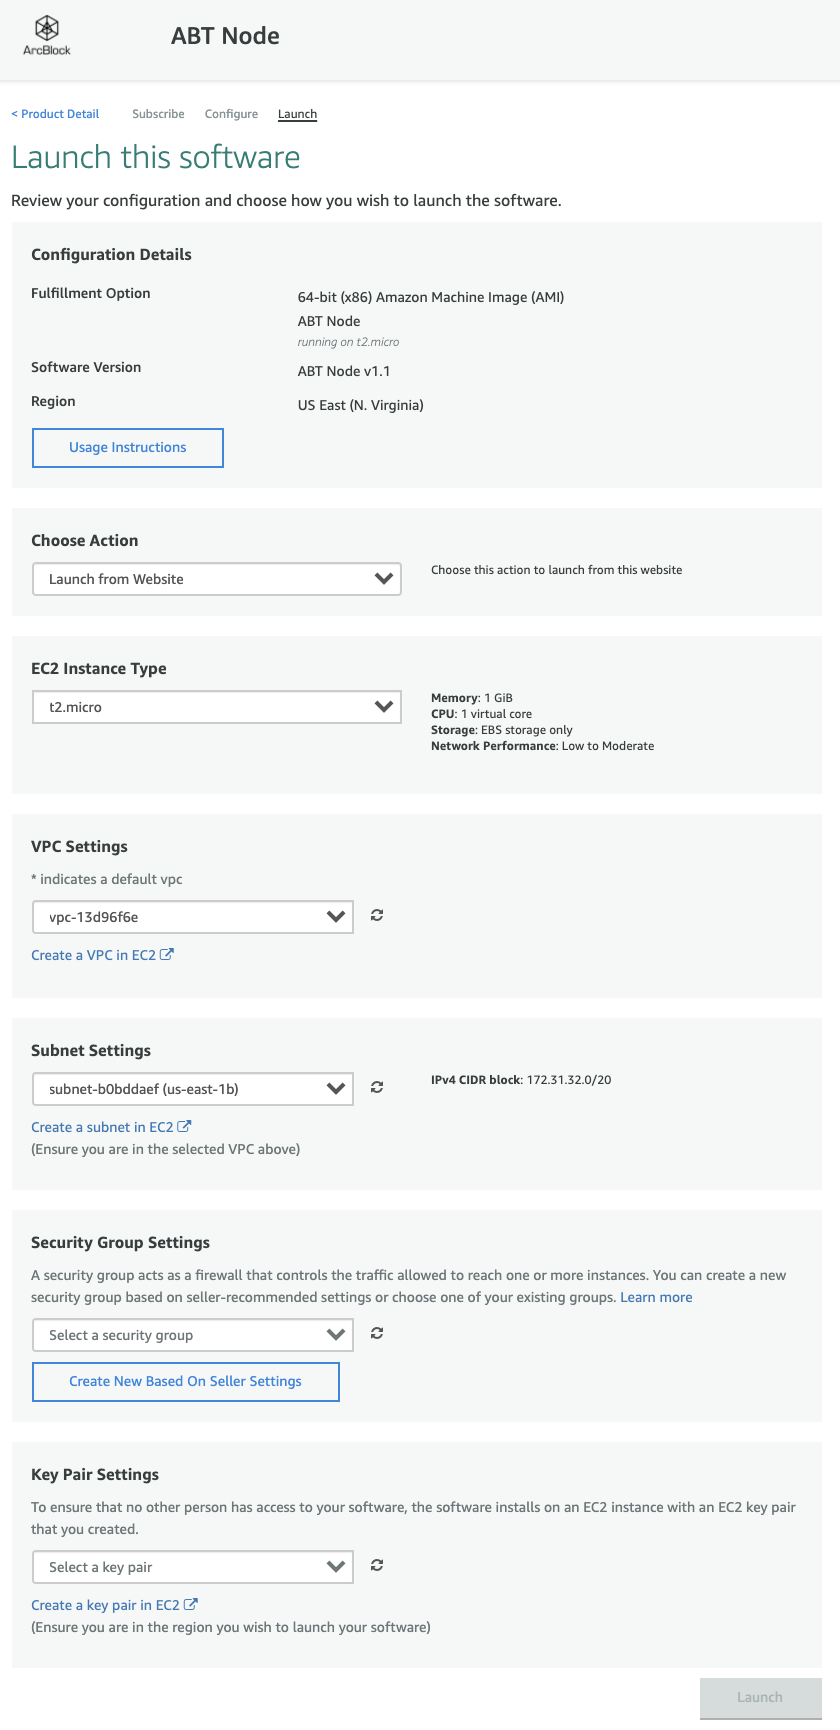 ArcBlock
ABT Node
< Product Detail Subscribe Configure Launch
Launch this software
Review your configuration and choose how you wish to launch the software.
Configuration Details
Fulfillment Option
64-bit (x86) Amazon Machine Image (AMI)
ABT Node
running on t2.micro
Software Version
ABT Node v1.1
Region
US East (N. Virginia)
Usage Instructions
Choose Action
Launch from Website
Choose this action to launch from this website
EC2 Instance Type
t2.micro
Memory: 1 GiB
CPU: 1 virtual core
Storage: EBS storage only
Network Performance: Low to Moderate
VPC Settings
* indicates a default vpc
vpc-13d96f6e
Create a VPC in EC2
Subnet Settings
subnet-b0bddaef (us-east-1b)
IPv4 CIDR block: 172.31.32.0/20
Create a subnet in EC2
(Ensure you are in the selected VPC above)
Security Group Settings
A security group acts as a firewall that controls the traffic allowed to reach one or more instances. You can create a new
security group based on seller-recommended settings or choose one of your existing groups. Learn more
Select a security group
Create New Based On Seller Settings
Key Pair Settings
To ensure that no other person has access to your software, the software installs on an EC2 instance with an EC2 key pair
that you created.
Select a key pair
Create a key pair in EC2
(Ensure you are in the region you wish to launch your software)
Launch